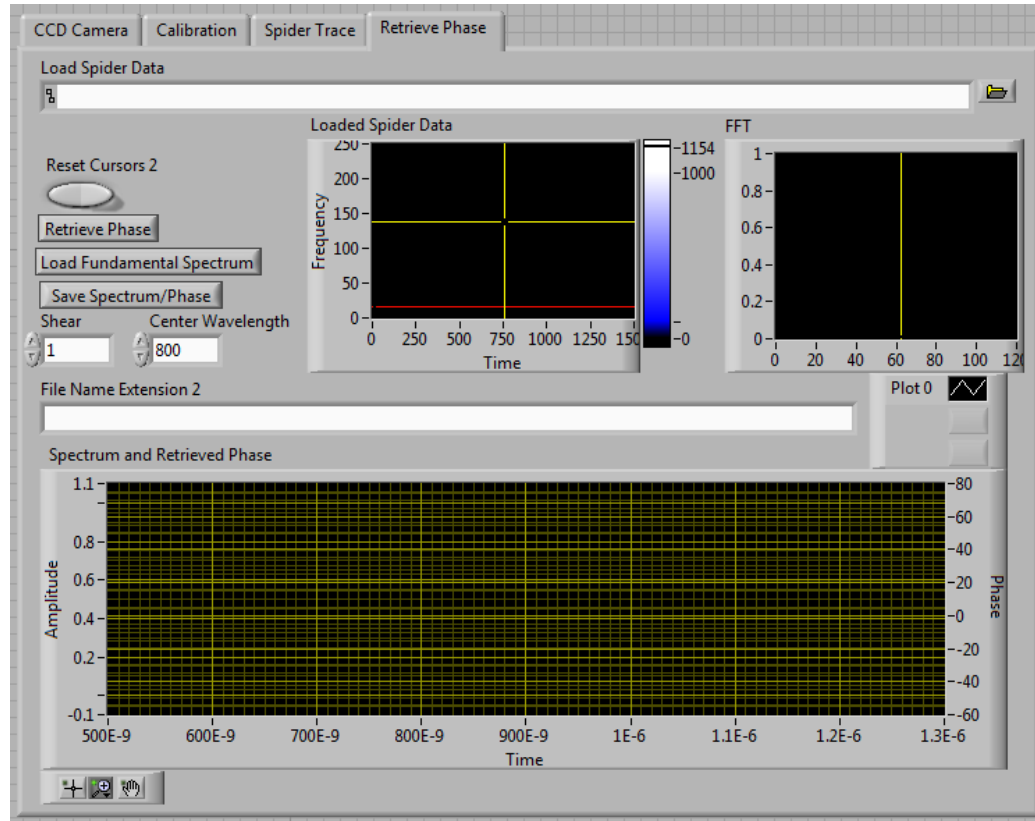 CCD Camera Calibration Spider Trace Retrieve Phase
Load Spider Data
Loaded Spider Data
FFT
Reset Cursors 2
Retrieve Phase
Load Fundamental Spectrum
Save Spectrum/Phase
Shear Center Wavelength
1 800
250
200
150
100
50
0
Frequency
0 250 500 750 1000 1250 150
Time
1154
1000
0
1
0.8
0.6
0.4
0.2
0
0 20 40 60 80 100 120
File Name Extension 2
Plot 0
Spectrum and Retrieved Phase
1.1
0.8
0.6
0.4
0.2
-0.1
Amplitude
80
60
40
20
0
-20
-40
-60
Phase
500E-9 600E-9 700E-9 800E-9 900E-9 1E-6 1.1E-6 1.2E-6 1.3E-6
Time